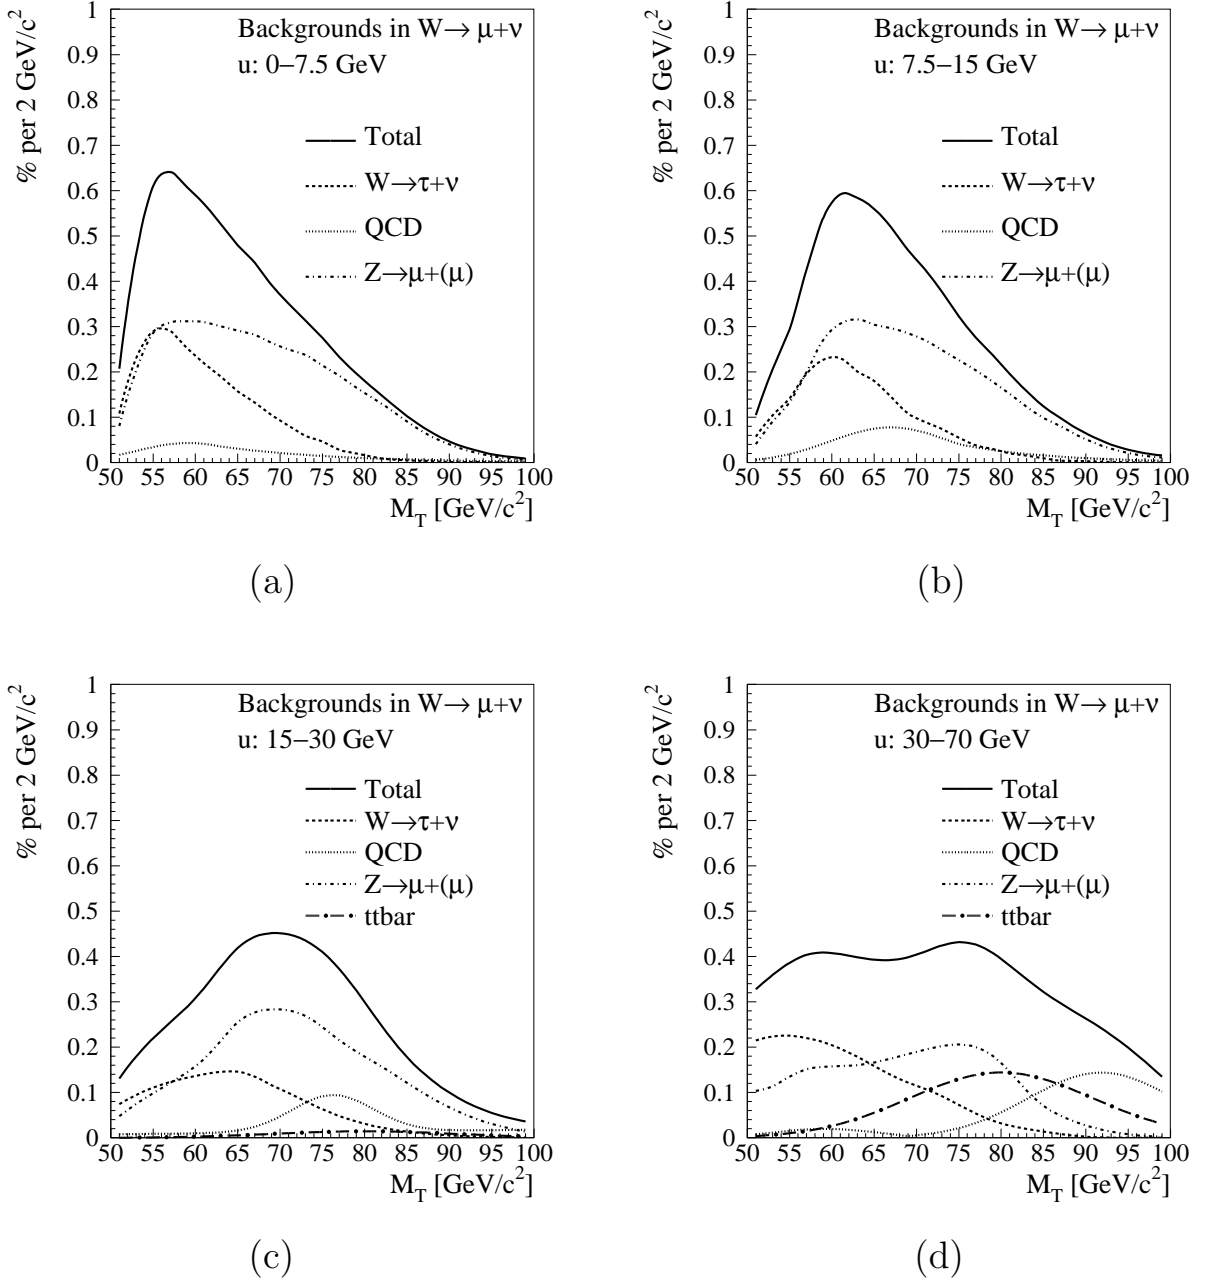 Backgrounds in W→ μ+ν
u: 0–7.5 GeV
% per 2 GeV/c²
1
0.9
0.8
0.7
0.6
0.5
0.4
0.3
0.2
0.1
0
Total
W→τ+ν
QCD
Z→μ+(μ)
50 55 60 65 70 75 80 85 90 95 100
M_T [GeV/c²]
(a)
Backgrounds in W→ μ+ν
u: 7.5–15 GeV
% per 2 GeV/c²
1
0.9
0.8
0.7
0.6
0.5
0.4
0.3
0.2
0.1
0
Total
W→τ+ν
QCD
Z→μ+(μ)
50 55 60 65 70 75 80 85 90 95 100
M_T [GeV/c²]
(b)
Backgrounds in W→ μ+ν
u: 15–30 GeV
% per 2 GeV/c²
1
0.9
0.8
0.7
0.6
0.5
0.4
0.3
0.2
0.1
0
Total
W→τ+ν
QCD
Z→μ+(μ)
ttbar
50 55 60 65 70 75 80 85 90 95 100
M_T [GeV/c²]
(c)
Backgrounds in W→ μ+ν
u: 30–70 GeV
% per 2 GeV/c²
1
0.9
0.8
0.7
0.6
0.5
0.4
0.3
0.2
0.1
0
Total
W→τ+ν
QCD
Z→μ+(μ)
ttbar
50 55 60 65 70 75 80 85 90 95 100
M_T [GeV/c²]
(d)